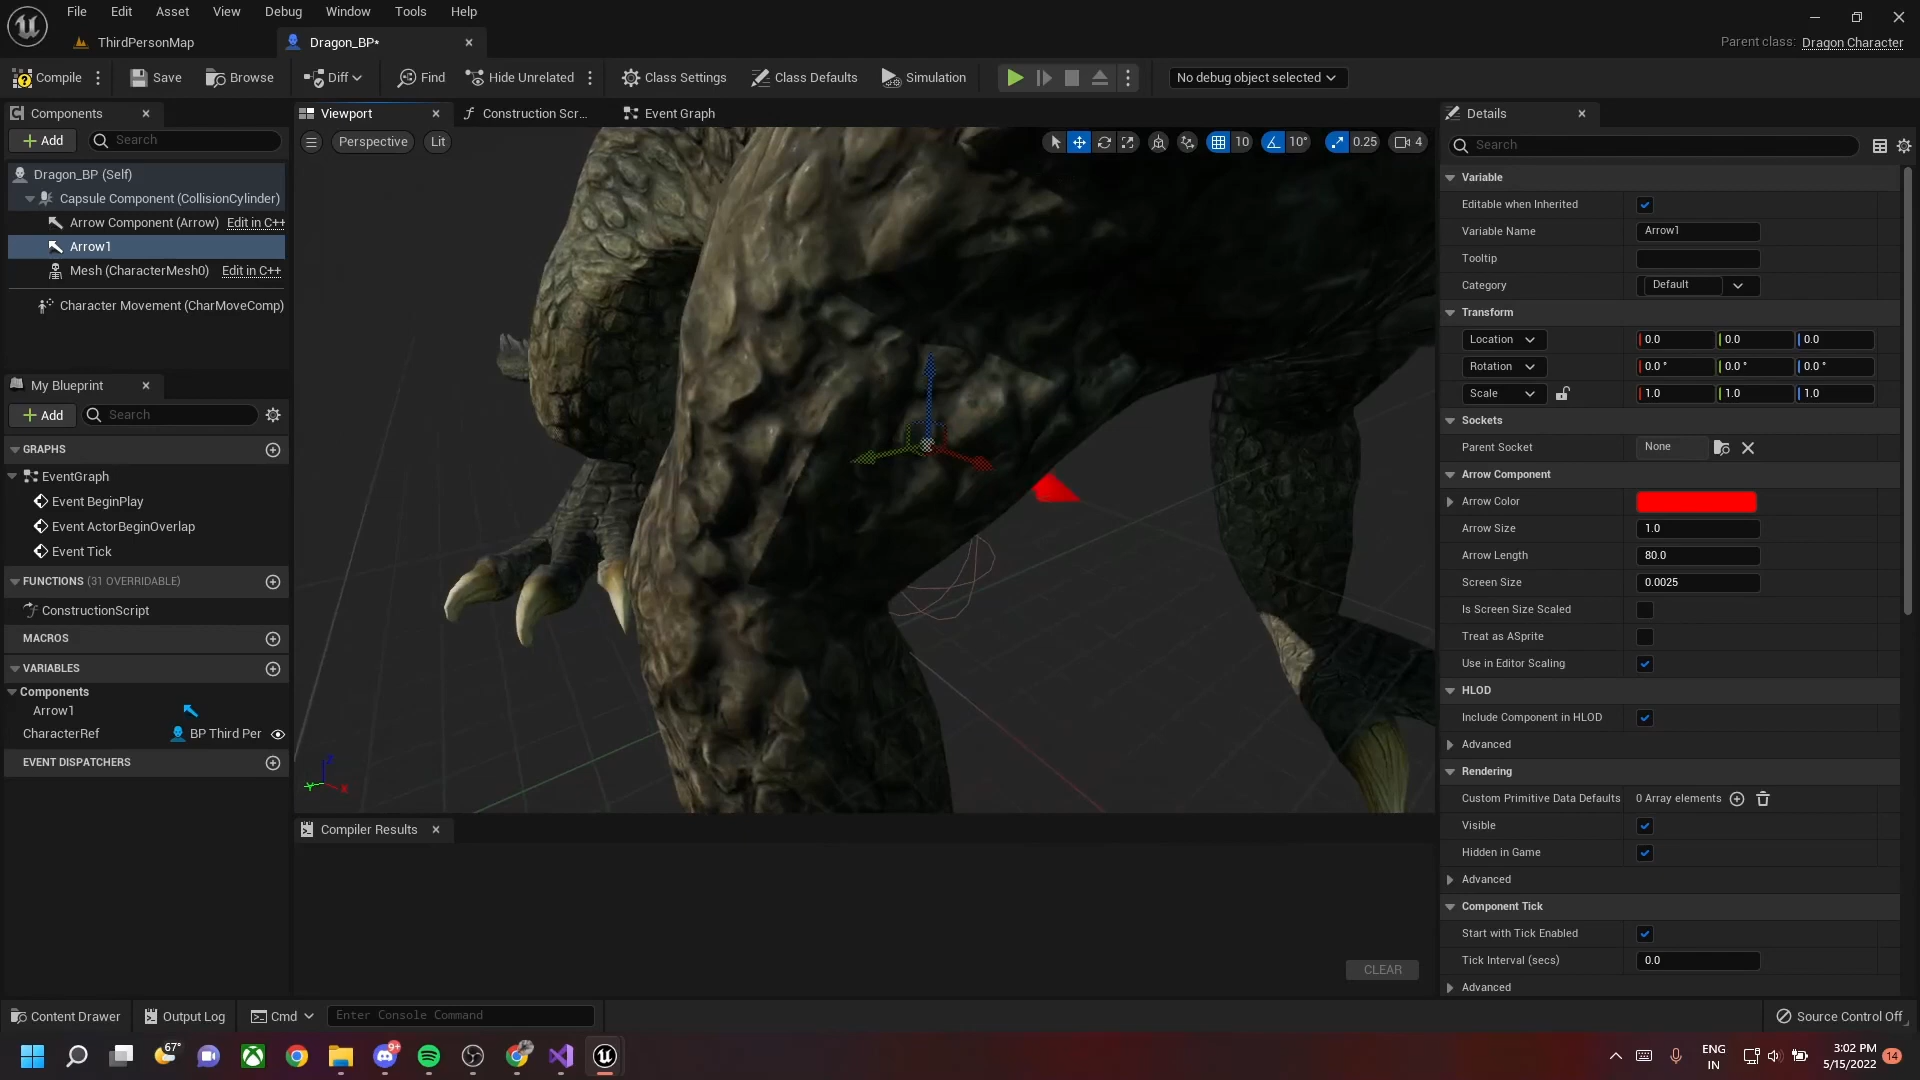 File Edit Asset View Debug Window Tools Help
ThirdPersonMap
Dragon_BP*
Parent class: Dragon Character
Compile
Save
Browse
Diff
Find
Hide Unrelated
Class Settings
Class Defaults
Simulation
No debug object selected
Components
Add
Search
Dragon_BP (Self)
Capsule Component (CollisionCylinder)
Arrow Component (Arrow) Edit in C++
Arrow1
Mesh (CharacterMesh0) Edit in C++
Character Movement (CharMoveComp)
My Blueprint
Add
Search
GRAPHS
EventGraph
Event BeginPlay
Event ActorBeginOverlap
Event Tick
FUNCTIONS (31 OVERRIDABLE)
ConstructionScript
MACROS
VARIABLES
Components
Arrow1
CharacterRef BP Third Per
EVENT DISPATCHERS
Viewport
Construction Scr...
Event Graph
Perspective
Lit
10
10°
0.25
4
Z
Y
X
Compiler Results
CLEAR
Details
Search
Variable
Editable when Inherited
Variable Name Arrow1
Tooltip
Category Default
Transform
Location 0.0 0.0 0.0
Rotation 0.0 ° 0.0 ° 0.0 °
Scale 1.0 1.0 1.0
Sockets
Parent Socket None
Arrow Component
Arrow Color
Arrow Size 1.0
Arrow Length 80.0
Screen Size 0.0025
Is Screen Size Scaled
Treat as ASprite
Use in Editor Scaling
HLOD
Include Component in HLOD
Advanced
Rendering
Custom Primitive Data Defaults 0 Array elements
Visible
Hidden in Game
Advanced
Component Tick
Start with Tick Enabled
Tick Interval (secs) 0.0
Advanced
Content Drawer
Output Log
Cmd
Enter Console Command
Source Control Off
67°
9+
ENG
IN
3:02 PM
5/15/2022
14